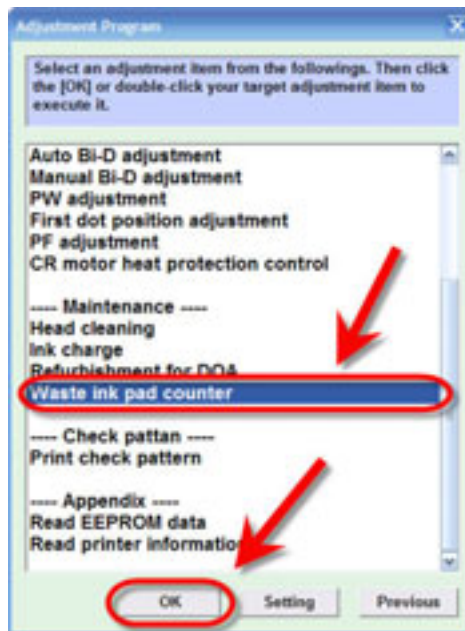 Adjustment Program
Select an adjustment item from the followings. Then click
the [OK] or double-click your target adjustment item to
execute it.
Auto Bi-D adjustment
Manual Bi-D adjustment
PW adjustment
First dot position adjustment
PF adjustment
CR motor heat protection control
---- Maintenance ----
Head cleaning
Ink charge
Refurbishment for DOA
Waste ink pad counter
---- Check pattan ----
Print check pattern
---- Appendix ----
Read EEPROM data
Read printer information
OK Setting Previous